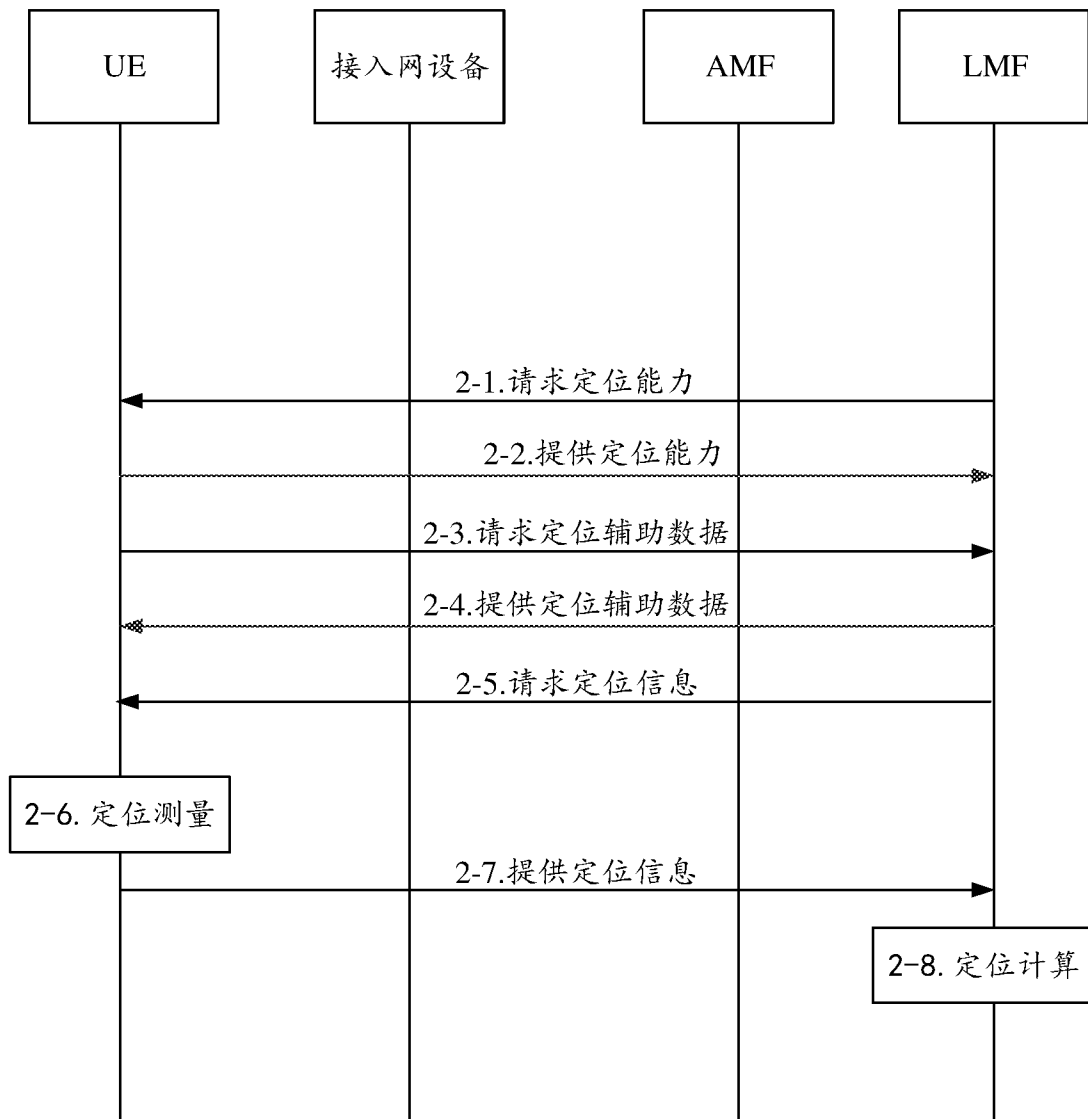 UE
接入网设备
AMF
LMF
2-1.请求定位能力
2-2.提供定位能力
2-3.请求定位辅助数据
2-4.提供定位辅助数据
2-5.请求定位信息
2-6.定位测量
2-7.提供定位信息
2-8.定位计算